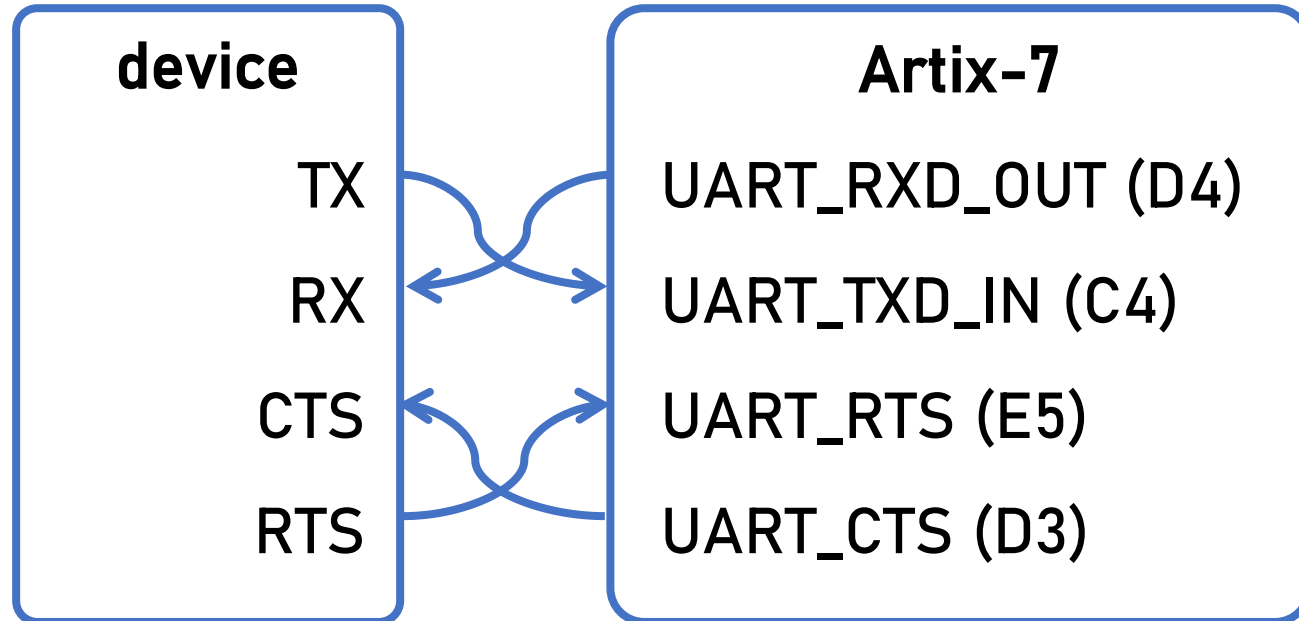 device
TX
RX
CTS
RTS
Artix-7
UART_RXD_OUT (D4)
UART_TXD_IN (C4)
UART_RTS (E5)
UART_CTS (D3)